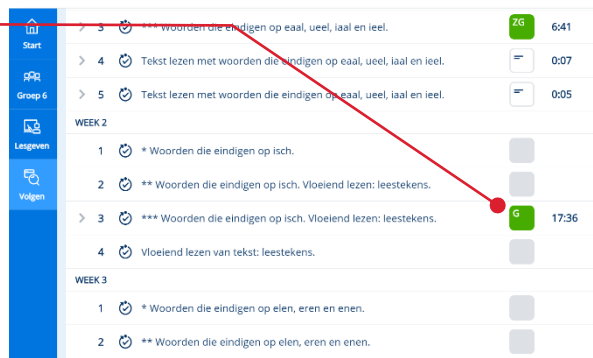 Start
Groep 6
Lesgeven
Volgen
3 *** Woorden die eindigen op eaal, ueel, iaal en ieel. ZG 6:41
4 Tekst lezen met woorden die eindigen op eaal, ueel, iaal en ieel. 0:07
5 Tekst lezen met woorden die eindigen op eaal, ueel, iaal en ieel. 0:05
WEEK 2
1 * Woorden die eindigen op isch.
2 ** Woorden die eindigen op isch. Vloeiend lezen: leestekens.
3 *** Woorden die eindigen op isch. Vloeiend lezen: leestekens. G 17:36
4 Vloeiend lezen van tekst: leestekens.
WEEK 3
1 * Woorden die eindigen op elen, eren en enen.
2 ** Woorden die eindigen op elen, eren en enen.